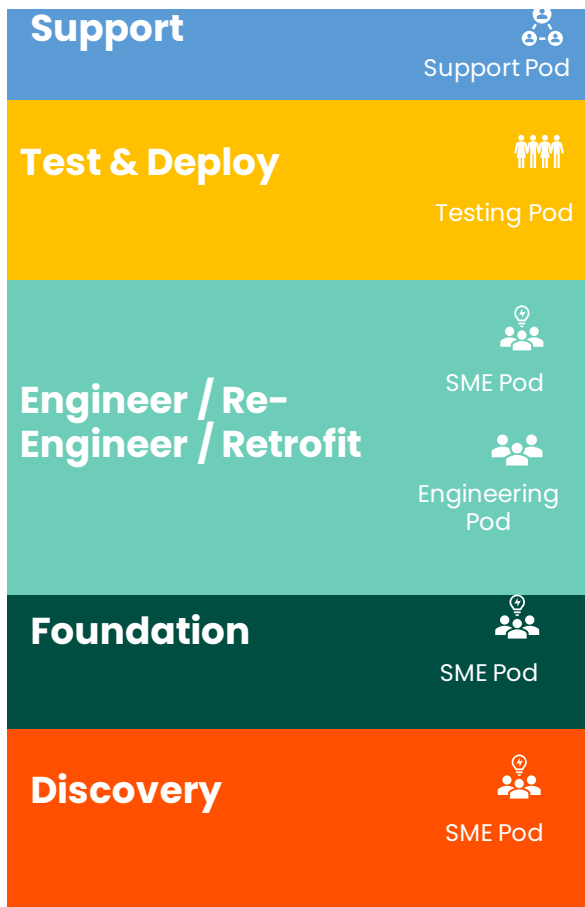 Support
Support Pod
Test & Deploy
Testing Pod
SME Pod
Engineer / Re-
Engineer / Retrofit
Engineering
Pod
Foundation
SME Pod
Discovery
SME Pod